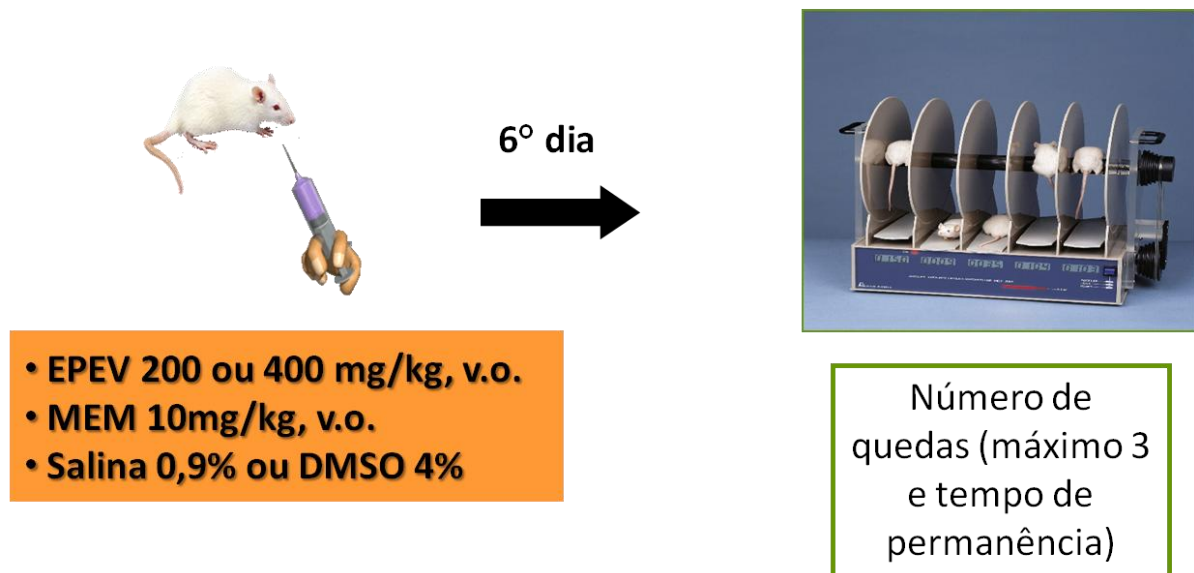 6° dia
• EPEV 200 ou 400 mg/kg, v.o.
• MEM 10mg/kg, v.o.
• Salina 0,9% ou DMSO 4%
Número de
quedas (máximo 3
e tempo de
permanência)